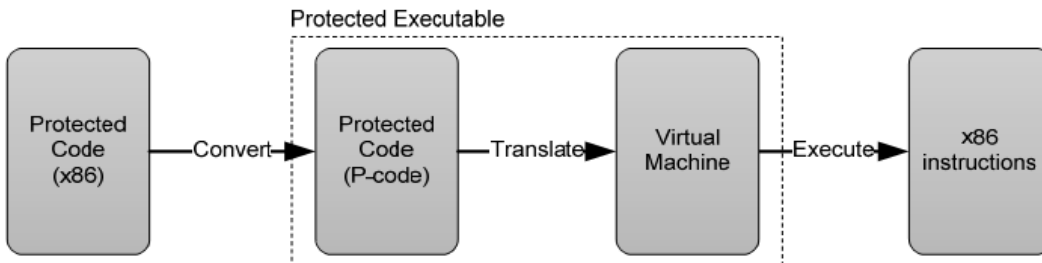 Protected Executable
Protected
Code
(x86)
Convert
Protected
Code
(P-code)
Translate
Virtual
Machine
Execute
x86
instructions